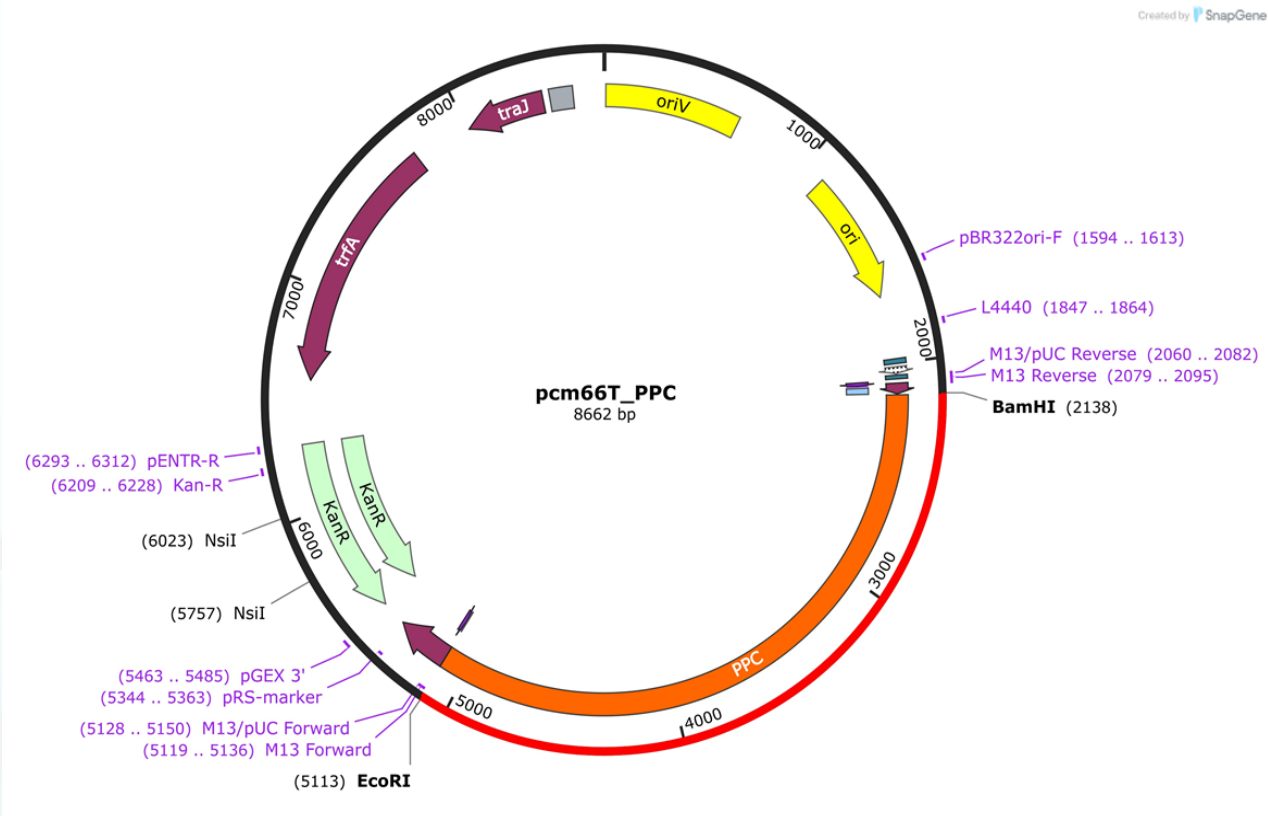 Created by SnapGene
traJ
oriV
8000
1000
trfA
ori
pBR322ori-F (1594 .. 1613)
7000
L4440 (1847 .. 1864)
2000
M13/pUC Reverse (2060 .. 2082)
M13 Reverse (2079 .. 2095)
pcm66T_PPC
8662 bp
BamHI (2138)
(6293 .. 6312) pENTR-R
(6209 .. 6228) Kan-R
KanR
KanR
6000
(6023) NsiI
3000
(5757) NsiI
PPC
(5463 .. 5485) pGEX 3'
(5344 .. 5363) pRS-marker
5000
4000
(5128 .. 5150) M13/pUC Forward
(5119 .. 5136) M13 Forward
(5113) EcoRI